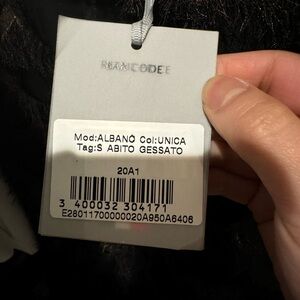 Mod:ALBANO Col:UNICA
Tag:S ABITO GESSATO
20A1
3 400032 304171
E28011700000020A950A6406